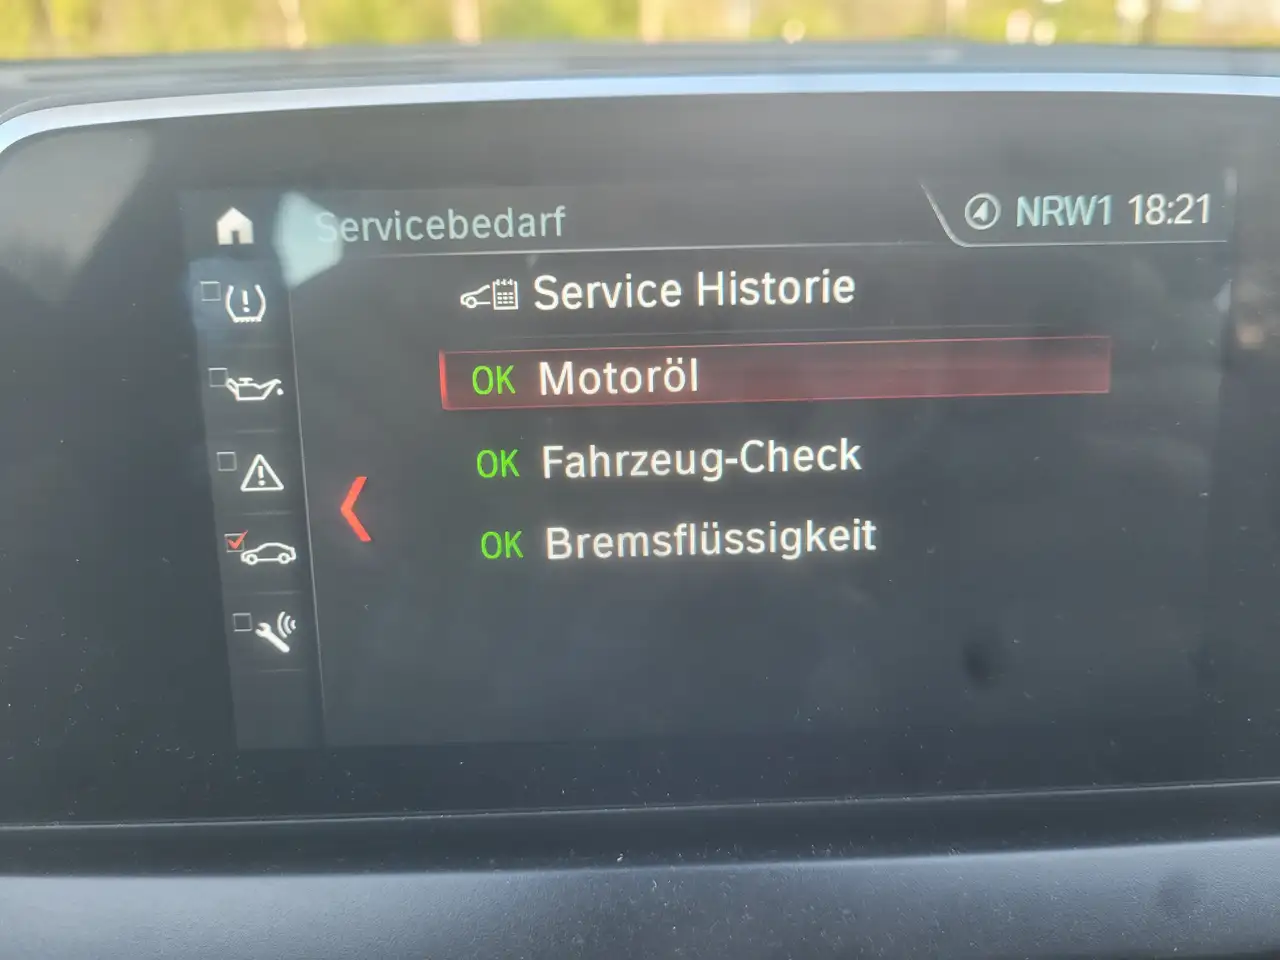 Servicebedarf
NRW1 18:21
Service Historie
OK Motoröl
OK Fahrzeug-Check
OK Bremsflüssigkeit